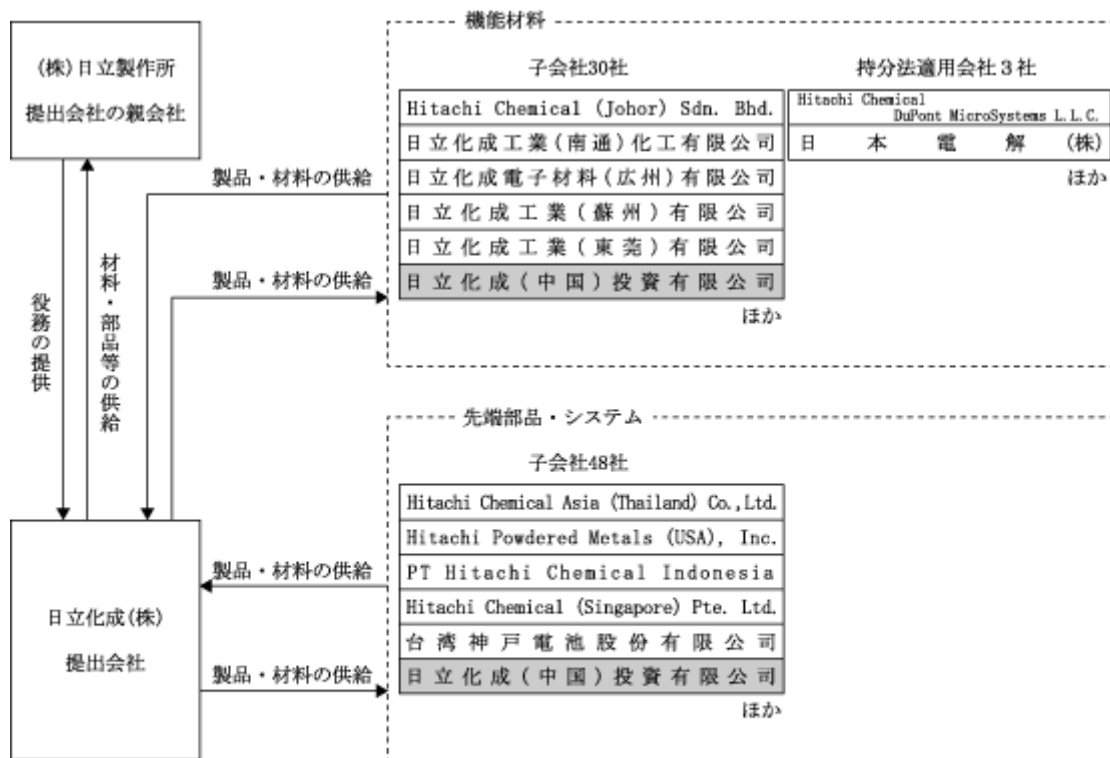 (株)日立製作所
提出会社の親会社
役務の提供
材料・部品等の供給
製品・材料の供給
製品・材料の供給
機能材料
子会社30社
Hitachi Chemical (Johor) Sdn. Bhd.
日立化成工業(南通)化工有限公司
日立化成電子材料(広州)有限公司
日立化成工業(蘇州)有限公司
日立化成工業(東莞)有限公司
日立化成(中国)投資有限公司
ほか
持分法適用会社3社
Hitachi Chemical
DuPont MicroSystems L.L.C.
日本電解(株)
ほか
日立化成(株)
提出会社
製品・材料の供給
製品・材料の供給
先端部品・システム
子会社48社
Hitachi Chemical Asia (Thailand) Co.,Ltd.
Hitachi Powdered Metals (USA), Inc.
PT Hitachi Chemical Indonesia
Hitachi Chemical (Singapore) Pte. Ltd.
台湾神戸電池股份有限公司
日立化成(中国)投資有限公司
ほか